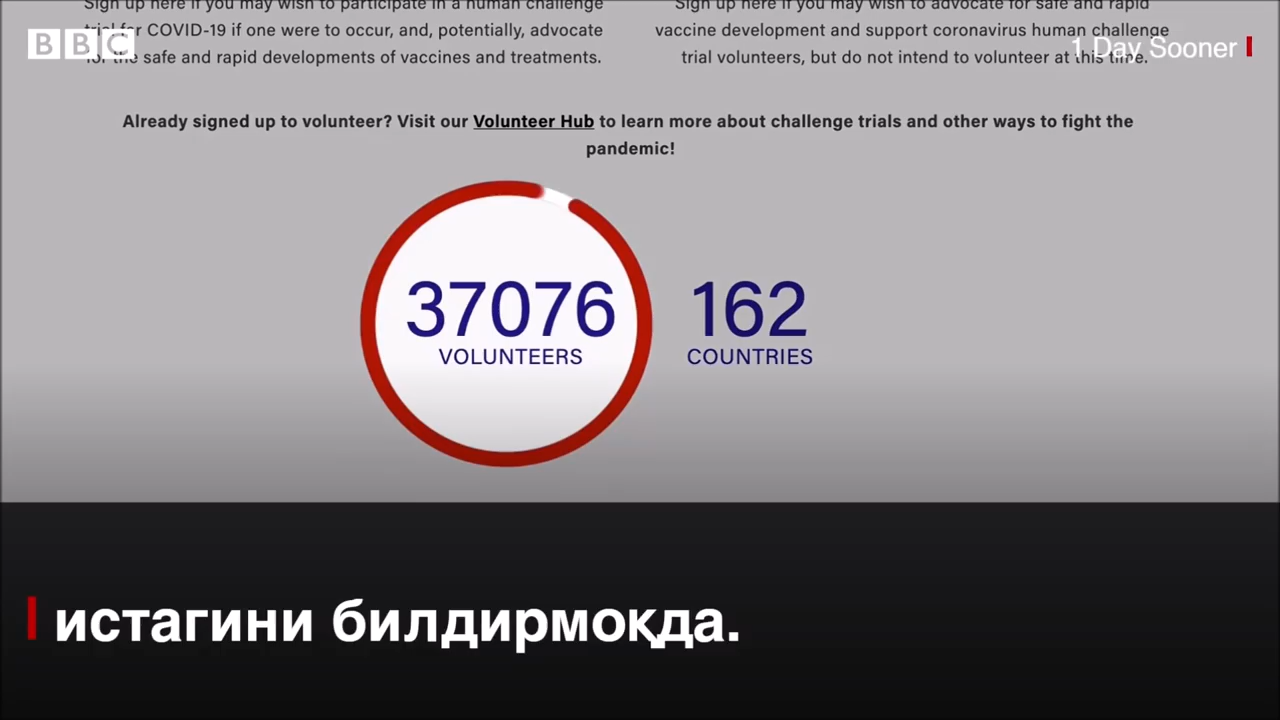 Sign up here if you may wish to participate in a human challenge
trial for COVID-19 if one were to occur, and, potentially, advocate
for the safe and rapid developments of vaccines and treatments.
Sign up here if you may wish to advocate for safe and rapid
vaccine development and support coronavirus human challenge
trial volunteers, but do not intend to volunteer at this time.
BBC
1 Day Sooner
Already signed up to volunteer? Visit our Volunteer Hub to learn more about challenge trials and other ways to fight the
pandemic!
37076
VOLUNTEERS
162
COUNTRIES
истагини билдирмоқда.